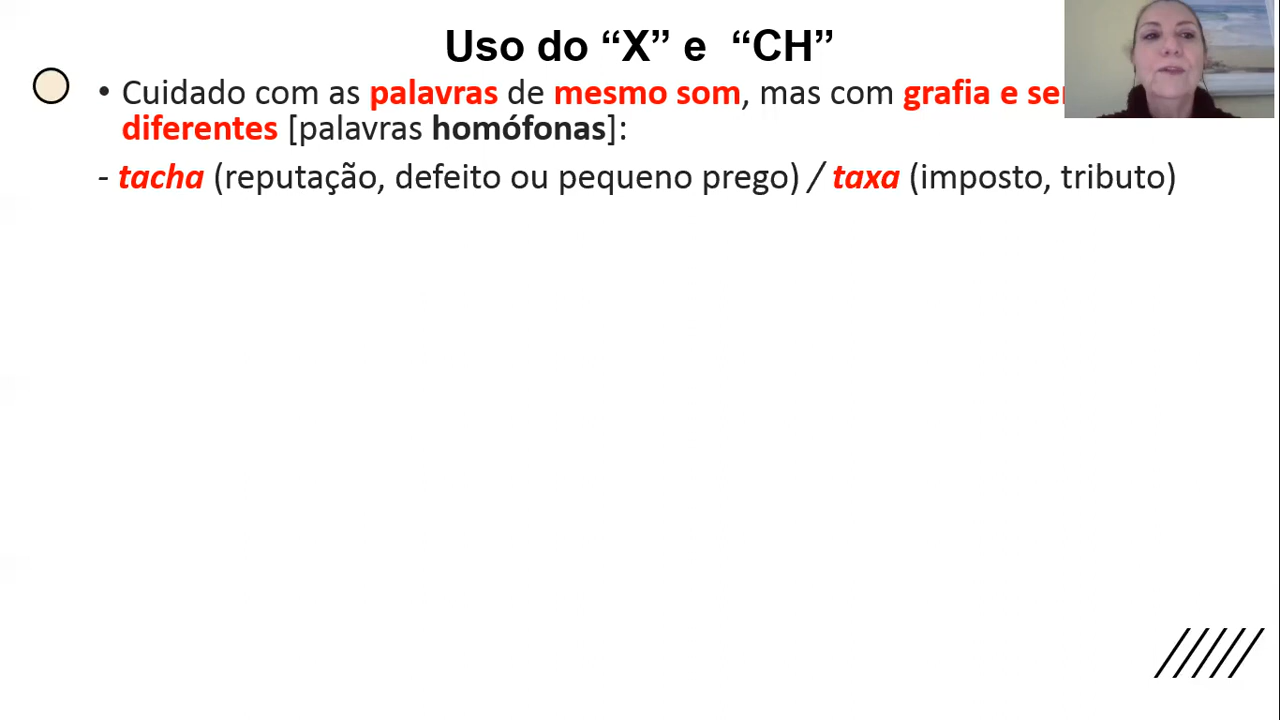 Uso do “X” e “CH”
• Cuidado com as palavras de mesmo som, mas com grafia e
diferentes [palavras homófonas]:
- tacha (reputação, defeito ou pequeno prego) / taxa (imposto, tributo)